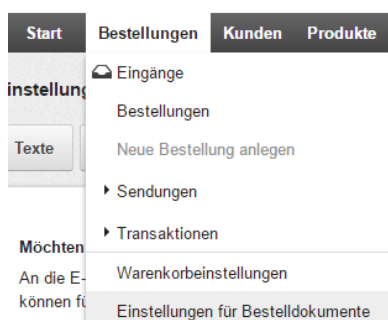 Start Bestellungen Kunden Produkte
Eingänge
instellung
Bestellungen
Texte
Neue Bestellung anlegen
Sendungen
Transaktionen
Möchten
Warenkorbeinstellungen
An die E-
können fü
Einstellungen für Bestelldokumente